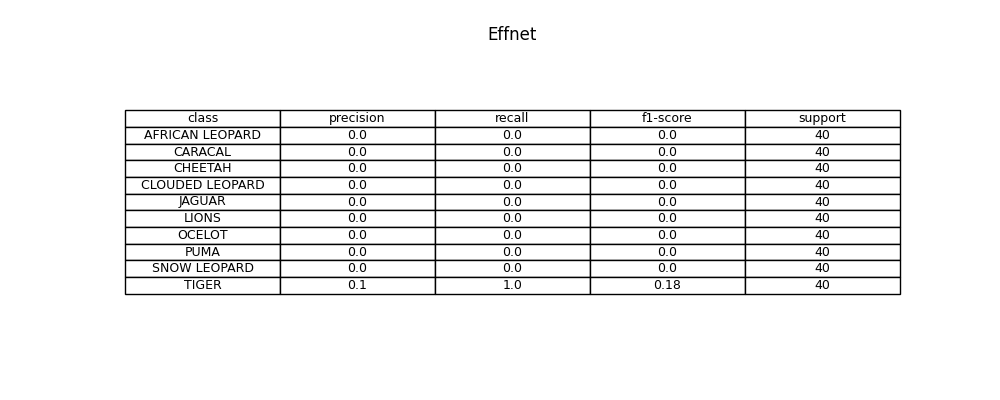 Effnet
class precision recall f1-score support
AFRICAN LEOPARD 0.0 0.0 0.0 40
CARACAL 0.0 0.0 0.0 40
CHEETAH 0.0 0.0 0.0 40
CLOUDED LEOPARD 0.0 0.0 0.0 40
JAGUAR 0.0 0.0 0.0 40
LIONS 0.0 0.0 0.0 40
OCELOT 0.0 0.0 0.0 40
PUMA 0.0 0.0 0.0 40
SNOW LEOPARD 0.0 0.0 0.0 40
TIGER 0.1 1.0 0.18 40